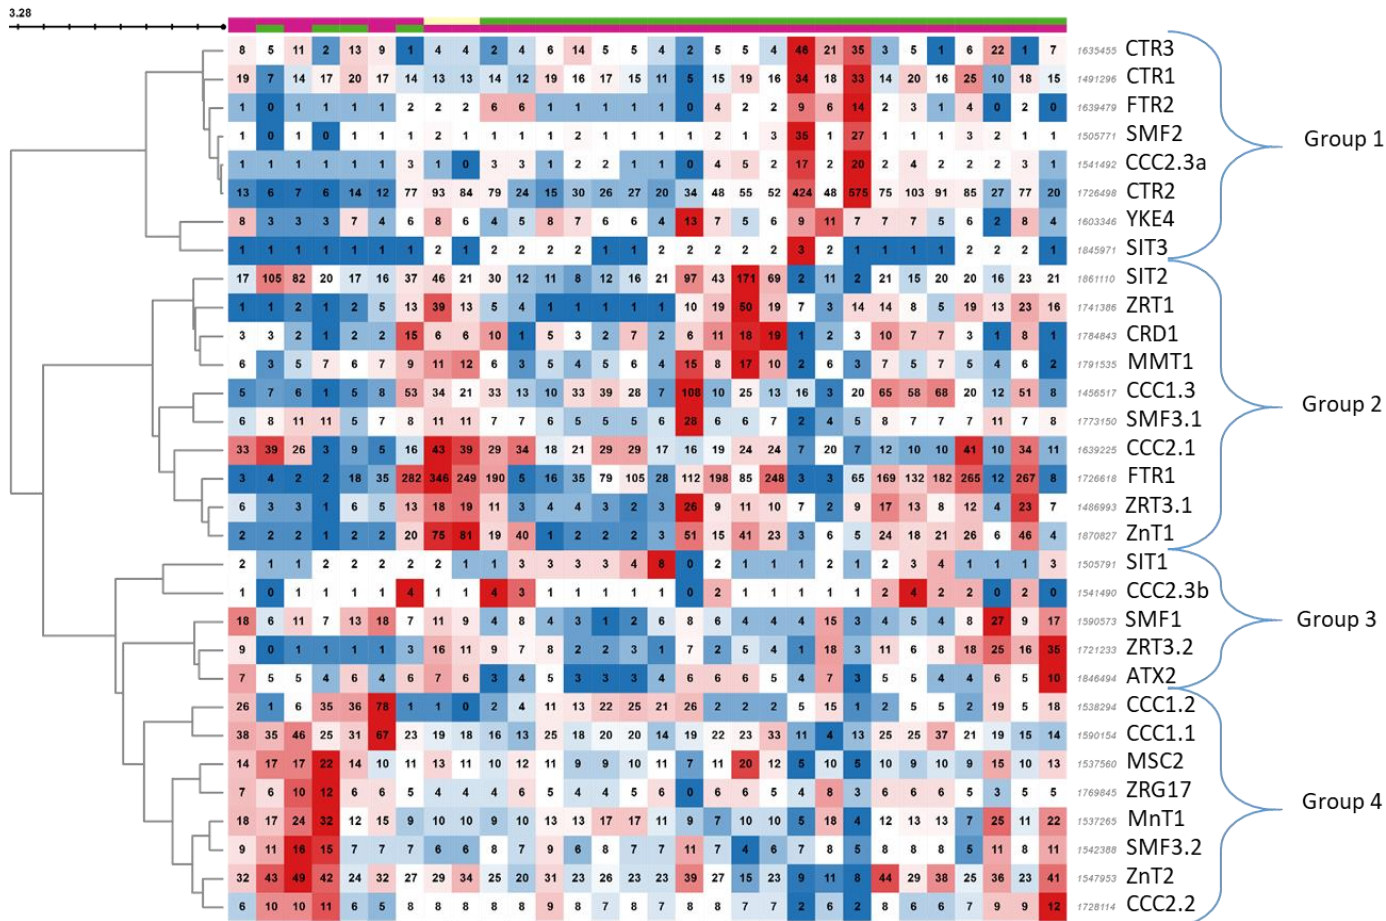 3.28
8 5 11 2 13 9 1 4 4 2 4 6 14 5 5 4 2 5 5 4 46 21 35 3 5 1 6 22 1 7 1635455 CTR3
19 7 14 17 20 17 14 13 13 14 12 19 16 17 15 11 5 15 19 16 34 18 33 14 20 16 25 10 18 15 1491296 CTR1
1 0 1 1 1 1 2 2 2 6 6 1 1 1 1 1 0 4 2 2 9 6 14 2 3 1 4 0 2 0 1639479 FTR2
1 0 1 0 1 1 1 2 1 1 1 1 2 1 1 1 1 2 1 3 35 1 27 1 1 1 3 2 1 1 1505771 SMF2
Group 1
1 1 1 1 1 1 3 1 0 3 3 1 2 2 1 1 0 4 5 2 17 2 20 2 4 2 2 2 3 1 1541492 CCC2.3a
13 6 7 6 14 12 77 93 84 79 24 15 30 26 27 20 34 48 55 52 424 48 575 75 103 91 85 27 77 20 1726498 CTR2
8 3 3 3 7 4 6 8 6 4 5 8 7 6 6 4 13 7 5 6 9 11 7 7 7 5 6 2 8 4 1603346 YKE4
1 1 1 1 1 1 1 2 1 2 2 2 2 1 1 2 2 2 2 2 3 2 1 1 1 1 2 2 2 1 1845971 SIT3
17 105 82 20 17 16 37 46 21 30 12 11 8 12 16 21 97 43 171 69 2 11 2 21 15 20 20 16 23 21 1861110 SIT2
1 1 2 1 2 5 13 39 13 5 4 1 1 1 1 1 10 19 50 19 7 3 14 14 8 5 19 13 23 16 1741386 ZRT1
3 3 2 1 2 2 15 6 6 10 1 5 3 2 7 2 6 11 18 19 1 2 3 10 7 7 3 1 8 1 1784843 CRD1
6 3 5 7 6 7 9 11 12 6 3 5 4 5 6 4 15 8 17 10 2 6 3 7 5 7 5 4 6 2 1791535 MMT1
5 7 6 1 5 8 53 34 21 33 13 10 33 39 28 7 108 10 25 13 16 3 20 65 58 68 20 12 51 8 1456517 CCC1.3
Group 2
6 8 11 11 5 7 8 11 11 7 7 6 5 5 5 6 28 6 6 7 2 4 5 8 7 7 7 11 7 8 1773150 SMF3.1
33 39 26 3 9 5 16 43 39 29 34 18 21 29 29 17 16 19 24 24 7 20 7 12 10 10 41 10 34 11 1639225 CCC2.1
3 4 2 2 18 35 282 346 249 190 5 16 35 79 105 28 112 198 85 248 3 3 65 169 132 182 265 12 267 8 1726618 FTR1
6 3 3 1 6 5 13 18 19 11 3 4 4 3 2 3 26 9 11 10 7 2 9 17 13 8 12 4 23 7 1486993 ZRT3.1
2 2 2 1 2 2 20 75 81 19 40 1 2 2 2 3 51 15 41 23 3 6 5 24 18 21 26 6 46 4 1870827 ZnT1
2 1 1 2 2 2 2 2 1 1 3 3 3 3 4 8 0 2 1 1 1 2 1 2 3 4 1 1 1 3 1505791 SIT1
1 0 1 1 1 1 4 1 1 4 3 1 1 1 1 1 0 2 1 1 1 1 1 2 4 2 2 0 2 0 1541490 CCC2.3b
18 6 11 7 13 18 7 11 9 4 8 4 3 1 2 6 8 6 4 4 4 15 3 4 5 4 8 27 9 17 1590573 SMF1
Group 3
9 0 1 1 1 1 3 16 11 9 7 8 2 2 3 1 7 2 5 4 1 18 3 11 6 8 18 25 16 35 1721233 ZRT3.2
7 5 5 4 6 4 6 7 6 3 4 5 3 3 3 4 6 6 6 5 4 7 3 5 5 4 4 6 5 10 1846494 ATX2
26 1 6 35 36 78 1 1 0 2 4 11 13 22 25 21 26 2 2 2 5 15 1 2 5 5 2 19 5 18 1538294 CCC1.2
38 35 46 25 31 67 23 19 18 16 13 25 18 20 20 14 19 22 23 33 11 4 13 25 25 37 21 19 15 14 1590154 CCC1.1
14 17 17 22 14 10 11 13 11 10 12 11 9 9 10 11 7 11 20 12 5 10 5 10 9 10 9 15 10 13 1537560 MSC2
7 6 10 12 6 6 5 4 4 4 6 5 4 4 5 6 0 6 6 5 4 8 3 6 6 6 5 3 5 5 1769845 ZRG17
Group 4
18 17 24 32 12 15 9 10 10 9 10 13 13 17 17 11 9 7 10 10 5 18 4 12 13 13 7 25 11 22 1537265 MnT1
9 11 16 15 7 7 7 6 6 8 7 9 6 8 7 7 11 7 4 6 7 8 5 8 8 8 5 11 8 11 1542388 SMF3.2
32 43 49 42 24 32 27 29 34 25 20 31 23 26 23 23 39 27 15 23 9 11 8 44 29 38 25 36 23 41 1547953 ZnT2
6 10 10 11 6 5 8 8 8 8 8 9 8 7 8 7 8 8 7 7 2 6 2 8 6 6 7 9 9 12 1728114 CCC2.2